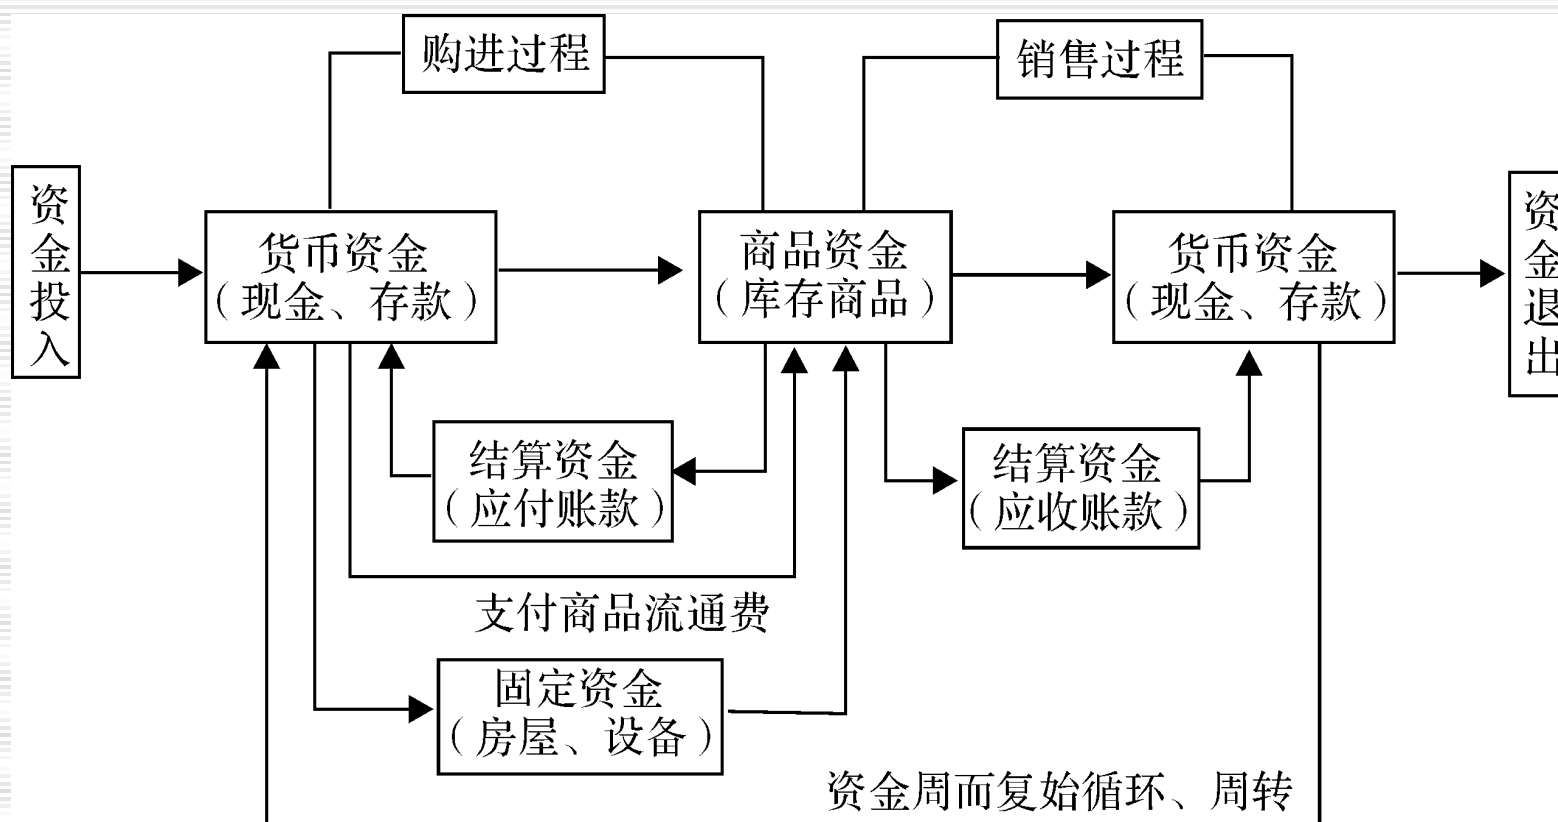 购进过程
销售过程
资金投入
货币资金
（现金、存款）
商品资金
（库存商品）
货币资金
（现金、存款）
资金退出
结算资金
（应付账款）
结算资金
（应收账款）
支付商品流通费
固定资金
（房屋、设备）
资金周而复始循环、周转